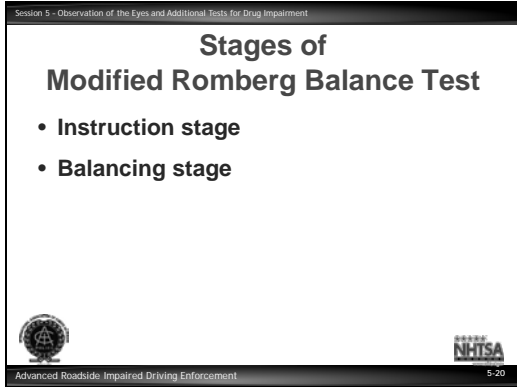 Session 5 - Observation of the Eyes and Additional Tests for Drug Impairment
Stages of
Modified Romberg Balance Test
• Instruction stage
• Balancing stage
NHTSA
Advanced Roadside Impaired Driving Enforcement
5-20